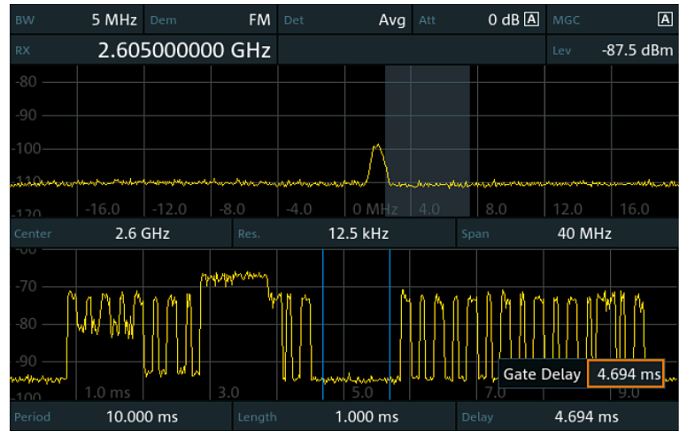 BW 5 MHz Dem FM Det Avg Att 0 dB A MGC A
RX 2.605000000 GHz Lev -87.5 dBm
-80
-90
-100
-110
-120 -16.0 -12.0 -8.0 -4.0 0 MHz 4.0 8.0 12.0 16.0
Center 2.6 GHz Res. 12.5 kHz Span 40 MHz
-60
-70
-80
-90 Gate Delay 4.694 ms
-100 1.0 ms 3.0 5.0 7.0 9.0
Period 10.000 ms Length 1.000 ms Delay 4.694 ms